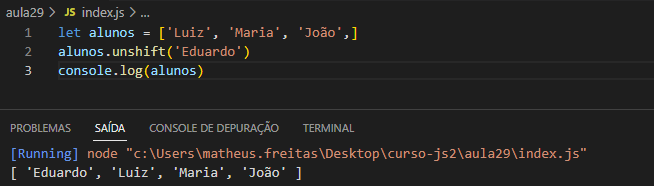 aula29 > JS index.js > ...
1 let alunos = ['Luiz', 'Maria', 'João',]
2 alunos.unshift('Eduardo')
3 console.log(alunos)
PROBLEMAS SAÍDA CONSOLE DE DEPURAÇÃO TERMINAL
[Running] node "c:\Users\matheus.freitas\Desktop\curso-js2\aula29\index.js"
[ 'Eduardo', 'Luiz', 'Maria', 'João' ]